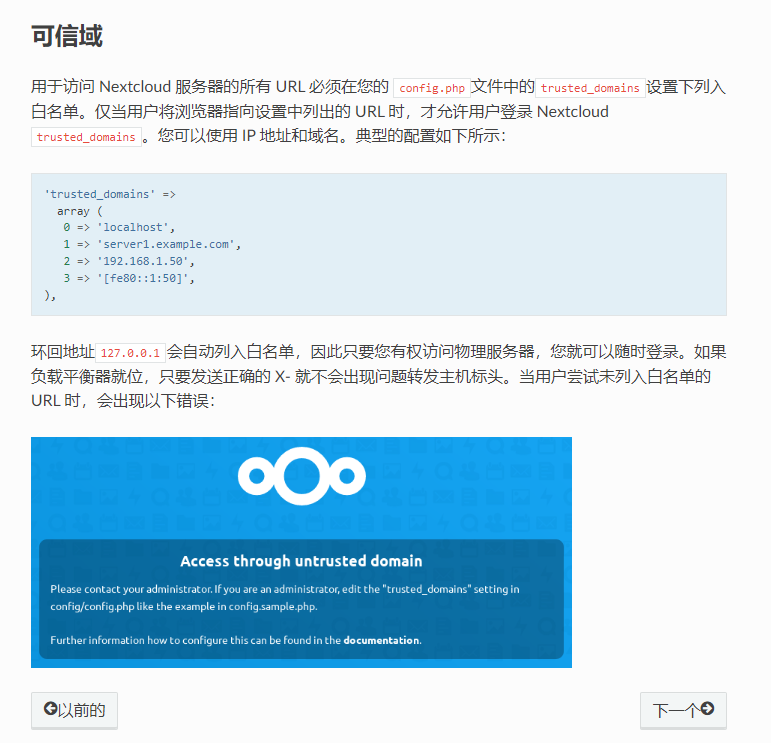 可信域
用于访问 Nextcloud 服务器的所有 URL 必须在您的 config.php 文件中的 trusted_domains 设置下列入
白名单。仅当用户将浏览器指向设置中列出的 URL 时，才允许用户登录 Nextcloud
trusted_domains 。您可以使用 IP 地址和域名。典型的配置如下所示：
'trusted_domains' =>
  array (
   0 => 'localhost',
   1 => 'server1.example.com',
   2 => '192.168.1.50',
   3 => '[fe80::1:50]',
),
环回地址 127.0.0.1 会自动列入白名单，因此只要您有权访问物理服务器，您就可以随时登录。如果
负载平衡器就位，只要发送正确的 X- 就不会出现问题转发主机标头。当用户尝试未列入白名单的
URL 时，会出现以下错误：
Access through untrusted domain
Please contact your administrator. If you are an administrator, edit the "trusted_domains" setting in
config/config.php like the example in config.sample.php.
Further information how to configure this can be found in the documentation.
以前的
下一个